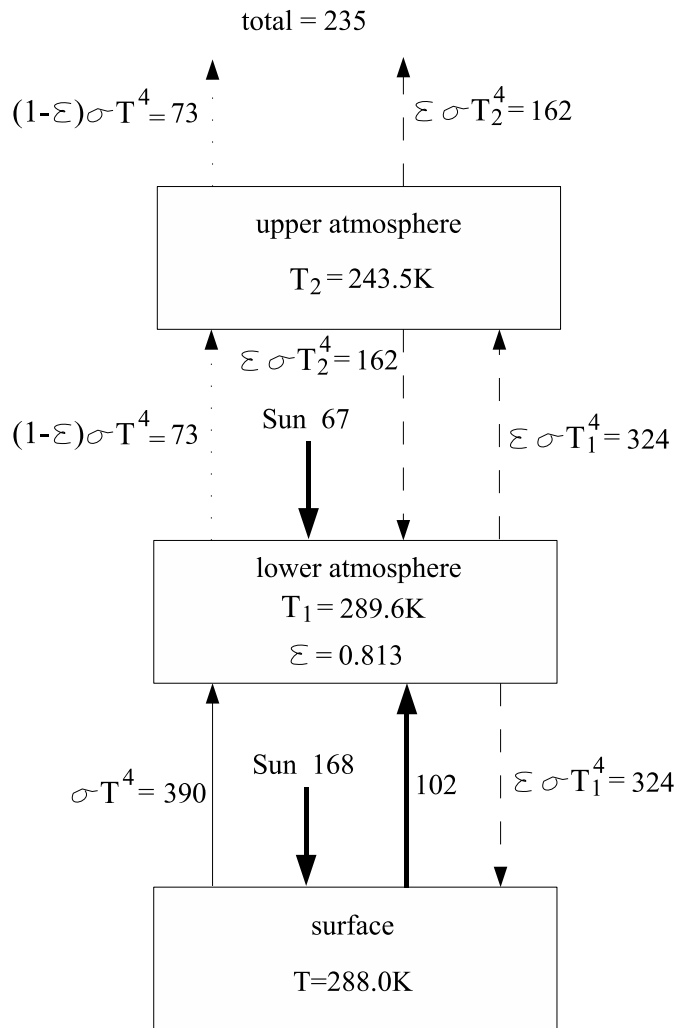 total = 235
(1-Ɛ)σT⁴= 73
Ɛ σT₂⁴=162
upper atmosphere
T₂= 243.5K
Ɛ σT₂⁴=162
Sun 67
(1-Ɛ)σT⁴= 73
Ɛ σT₁⁴= 324
lower atmosphere
T₁= 289.6K
Ɛ = 0.813
Sun 168
σT⁴= 390
102
Ɛ σT₁⁴= 324
surface
T=288.0K